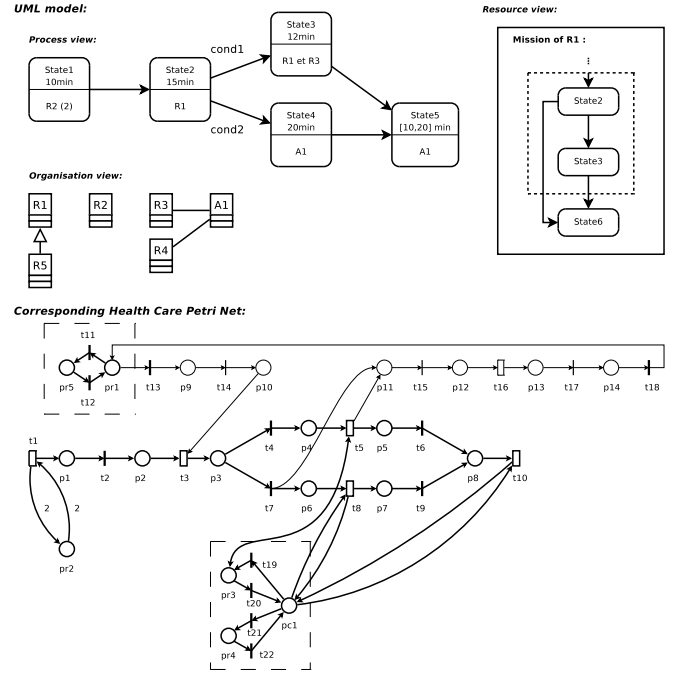 UML model:
Resource view:
Process view:
State1
10min
R2 (2)
State2
15min
R1
cond1
cond2
State3
12min
R1 et R3
State4
20min
A1
State5
[10,20] min
A1
Mission of R1 :
⋮
State2
State3
State6
Organisation view:
R1
R2
R3
A1
R4
R5
Corresponding Health Care Petri Net:
t11
pr5
pr1
t12
t13
p9
t14
p10
p11
t15
p12
t16
p13
t17
p14
t18
t1
p1
t2
p2
t3
p3
t4
p4
t5
p5
t6
t7
p6
t8
p7
t9
p8
t10
2
2
pr2
t19
pr3
t20
pc1
t21
pr4
t22